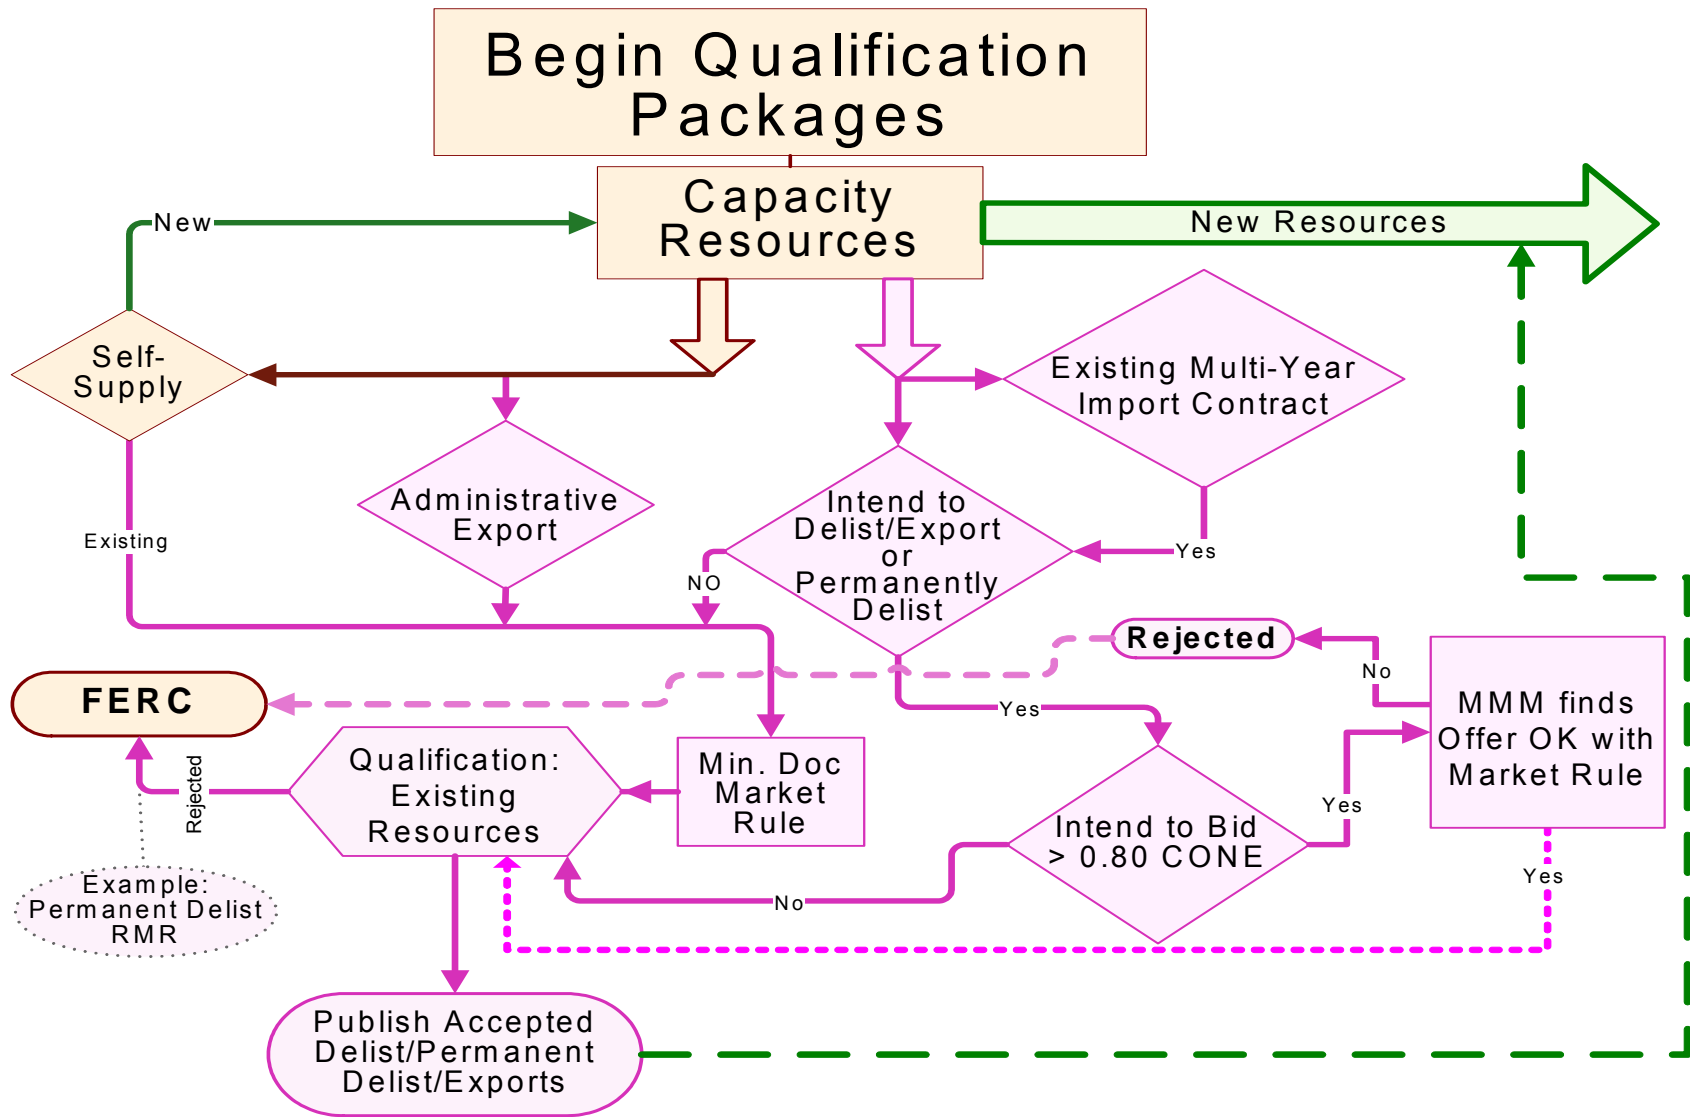 Begin Qualification
Packages
Capacity
Resources
New
New Resources
Self-
Supply
Existing Multi-Year
Import Contract
Administrative
Export
Intend to
Delist/Export
or
Permanently
Delist
Existing
Yes
NO
Rejected
No
FERC
Yes
MMM finds
Offer OK with
Market Rule
Qualification:
Existing
Resources
Min. Doc
Market
Rule
Rejected
Yes
Intend to Bid
> 0.80 CONE
Yes
Example:
Permanent Delist
RMR
No
Publish Accepted
Delist/Permanent
Delist/Exports